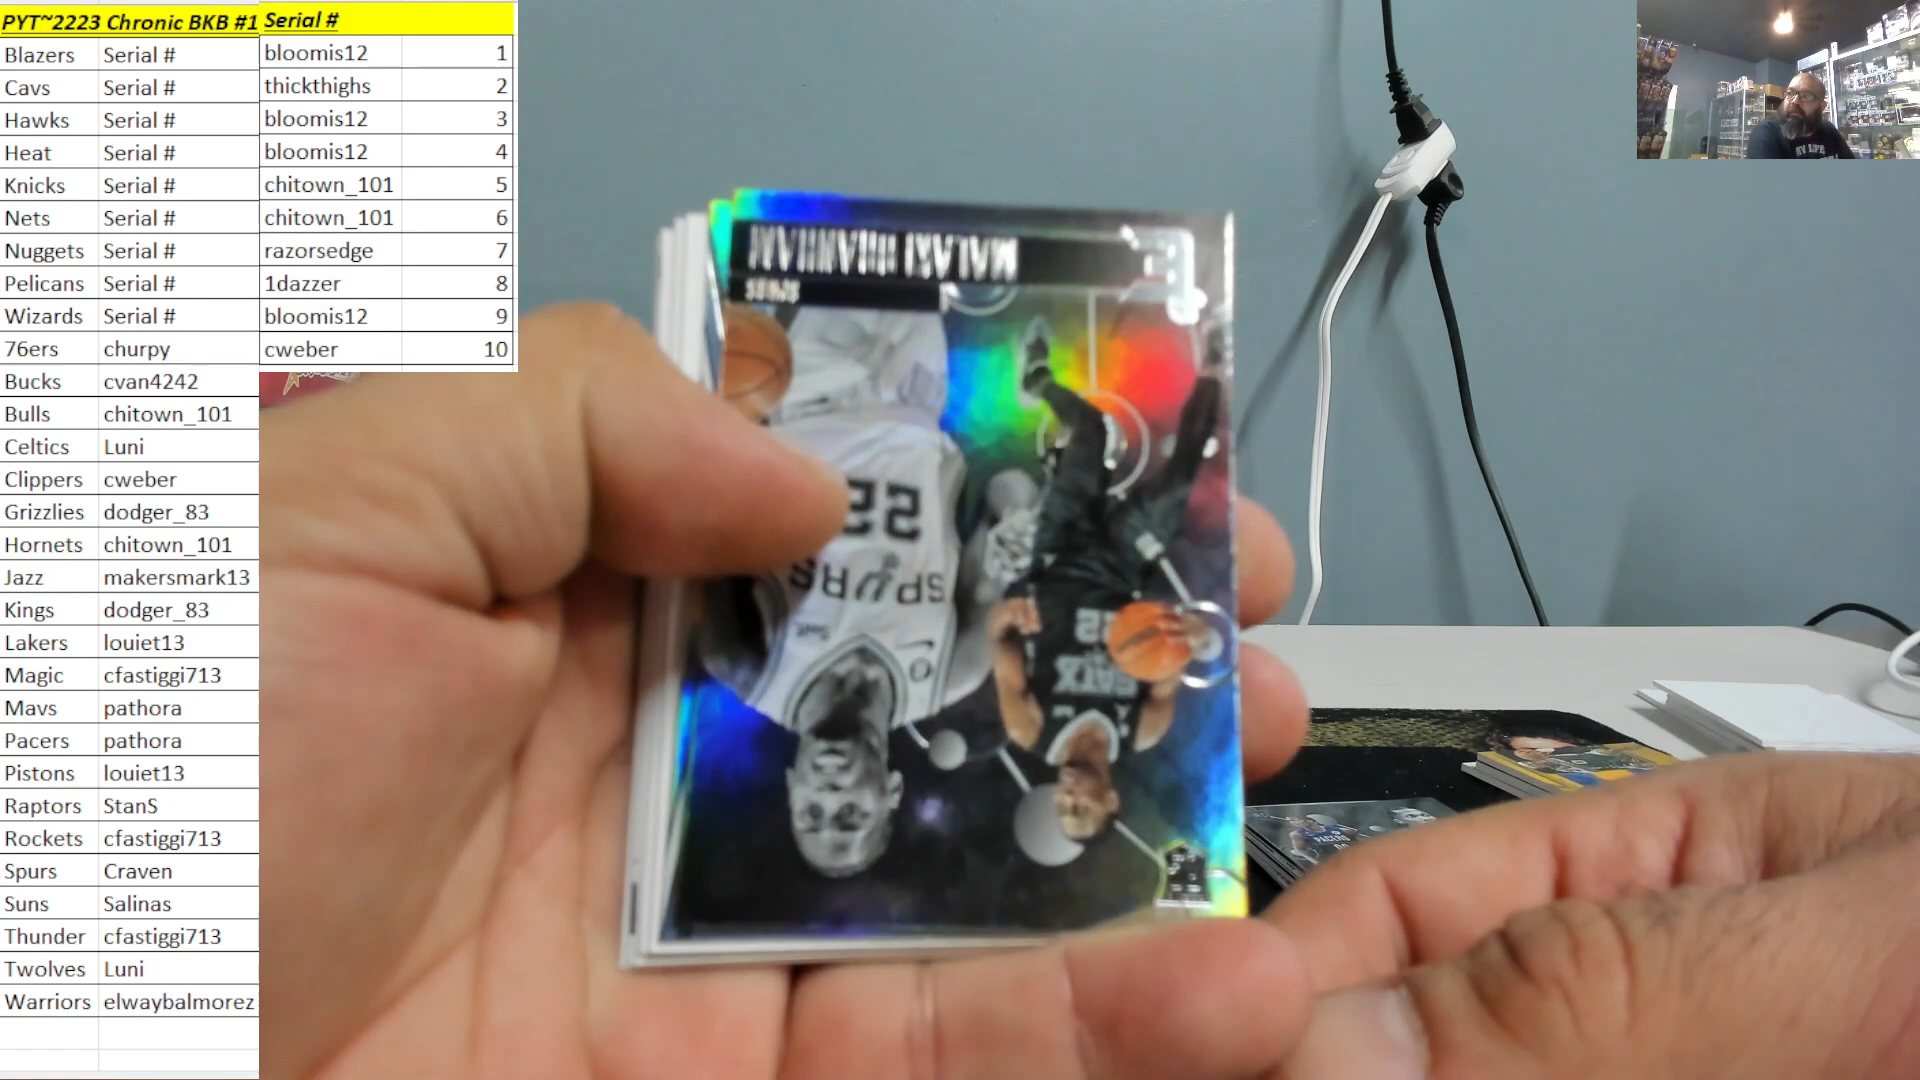 PYT~2223 Chronic BKB #1
Blazers Serial #
Cavs Serial #
Hawks Serial #
Heat Serial #
Knicks Serial #
Nets Serial #
Nuggets Serial #
Pelicans Serial #
Wizards Serial #
76ers churpy
Bucks cvan4242
Bulls chitown_101
Celtics Luni
Clippers cweber
Grizzlies dodger_83
Hornets chitown_101
Jazz makersmark13
Kings dodger_83
Lakers louiet13
Magic cfastiggi713
Mavs pathora
Pacers pathora
Pistons louiet13
Raptors StanS
Rockets cfastiggi713
Spurs Craven
Suns Salinas
Thunder cfastiggi713
Twolves Luni
Warriors elwaybalmorez
Serial #
bloomis12 1
thickthighs 2
bloomis12 3
bloomis12 4
chitown_101 5
chitown_101 6
razorsedge 7
1dazzer 8
bloomis12 9
cweber 10
SPURS
55
SPURS
PACERS